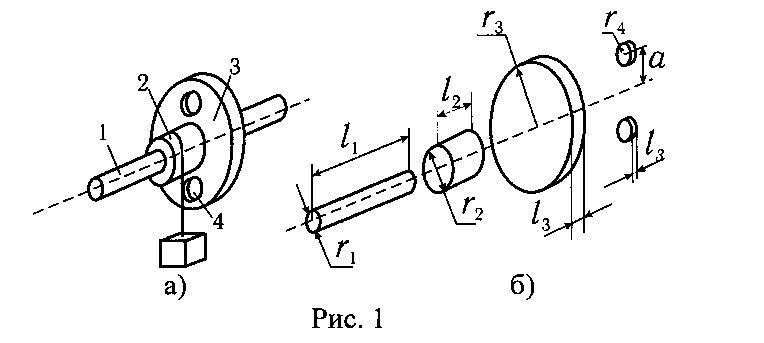 1
2
3
4
а)
l₁
r₁
l₂
r₂
r₃
l₃
r₄
a
l₃
б)
Рис. 1